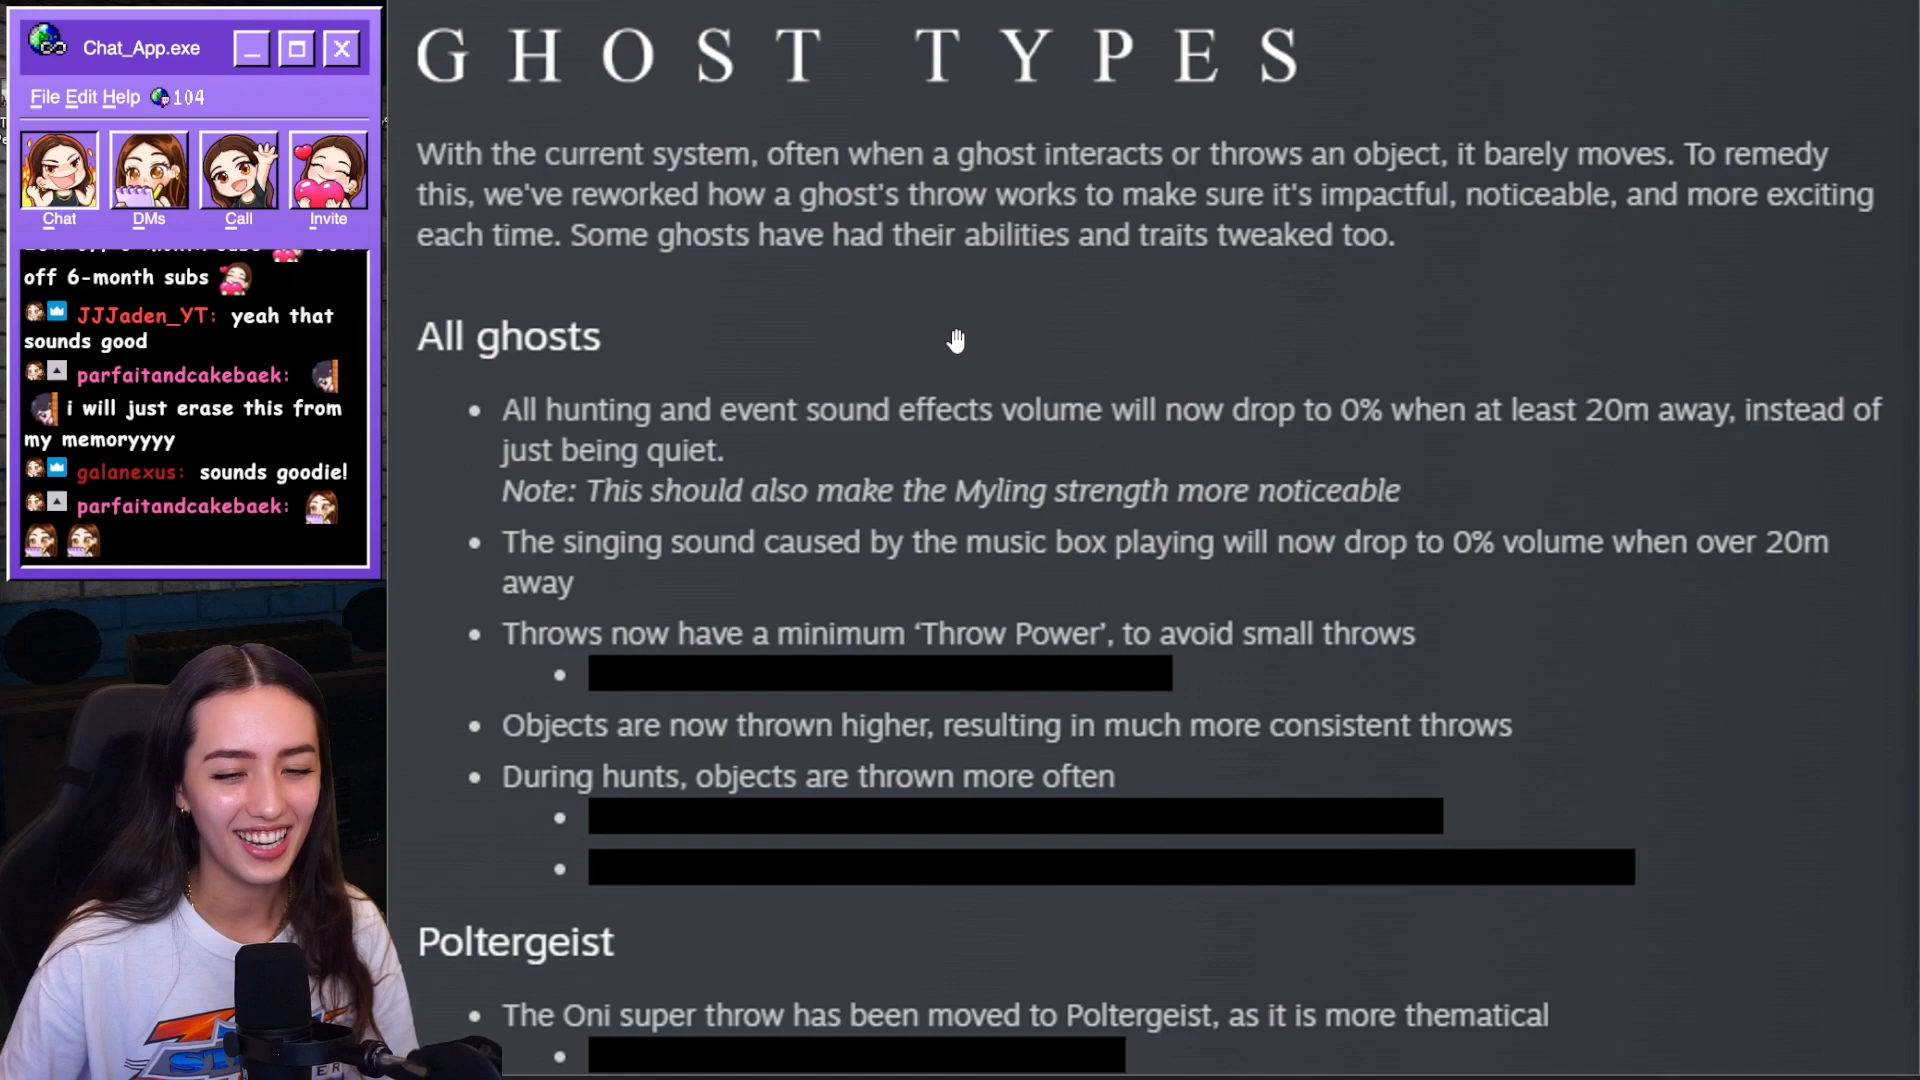 Chat_App.exe
File Edit Help 104
Chat DMs Call Invite
off 6-month subs
JJJaden_YT: yeah that
sounds good
parfaitandcakebaek:
i will just erase this from
my memoryyyy
galanexus: sounds goodie!
parfaitandcakebaek:
GHOST TYPES
With the current system, often when a ghost interacts or throws an object, it barely moves. To remedy
this, we've reworked how a ghost's throw works to make sure it's impactful, noticeable, and more exciting
each time. Some ghosts have had their abilities and traits tweaked too.
All ghosts
• All hunting and event sound effects volume will now drop to 0% when at least 20m away, instead of
just being quiet.
Note: This should also make the Myling strength more noticeable
• The singing sound caused by the music box playing will now drop to 0% volume when over 20m
away
• Throws now have a minimum ‘Throw Power’, to avoid small throws
• Objects are now thrown higher, resulting in much more consistent throws
• During hunts, objects are thrown more often
Poltergeist
• The Oni super throw has been moved to Poltergeist, as it is more thematical